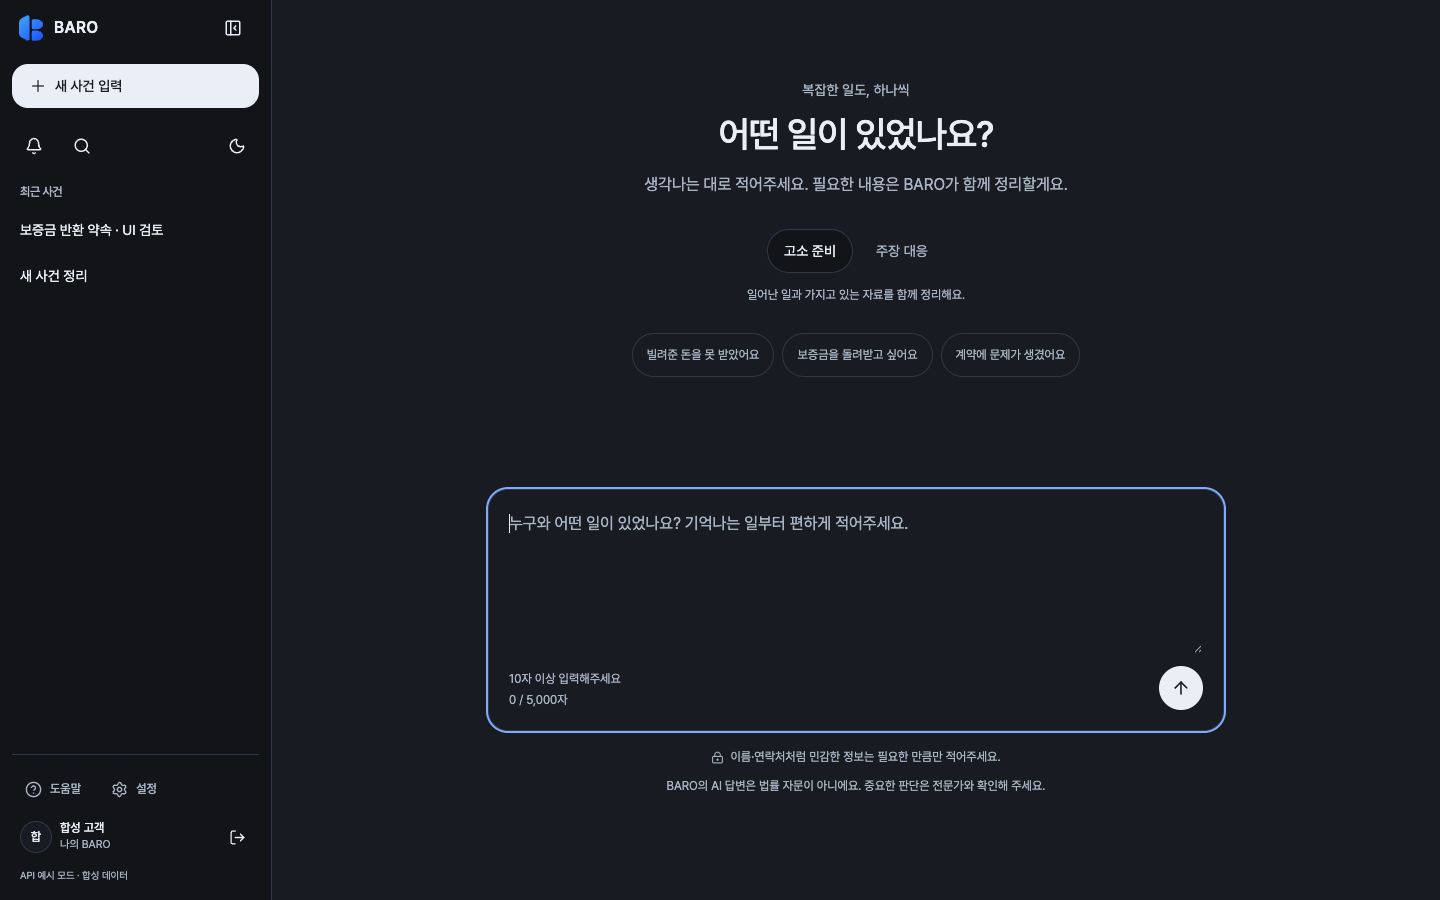 BARO
새 사건 입력
최근 사건
보증금 반환 약속 · UI 검토
새 사건 정리
도움말
설정
합
합성 고객
나의 BARO
API 예시 모드 · 합성 데이터
복잡한 일도, 하나씩
어떤 일이 있었나요?
생각나는 대로 적어주세요. 필요한 내용은 BARO가 함께 정리할게요.
고소 준비
주장 대응
일어난 일과 가지고 있는 자료를 함께 정리해요.
빌려준 돈을 못 받았어요
보증금을 돌려받고 싶어요
계약에 문제가 생겼어요
누구와 어떤 일이 있었나요? 기억나는 일부터 편하게 적어주세요.
10자 이상 입력해주세요
0 / 5,000자
이름·연락처처럼 민감한 정보는 필요한 만큼만 적어주세요.
BARO의 AI 답변은 법률 자문이 아니에요. 중요한 판단은 전문가와 확인해 주세요.